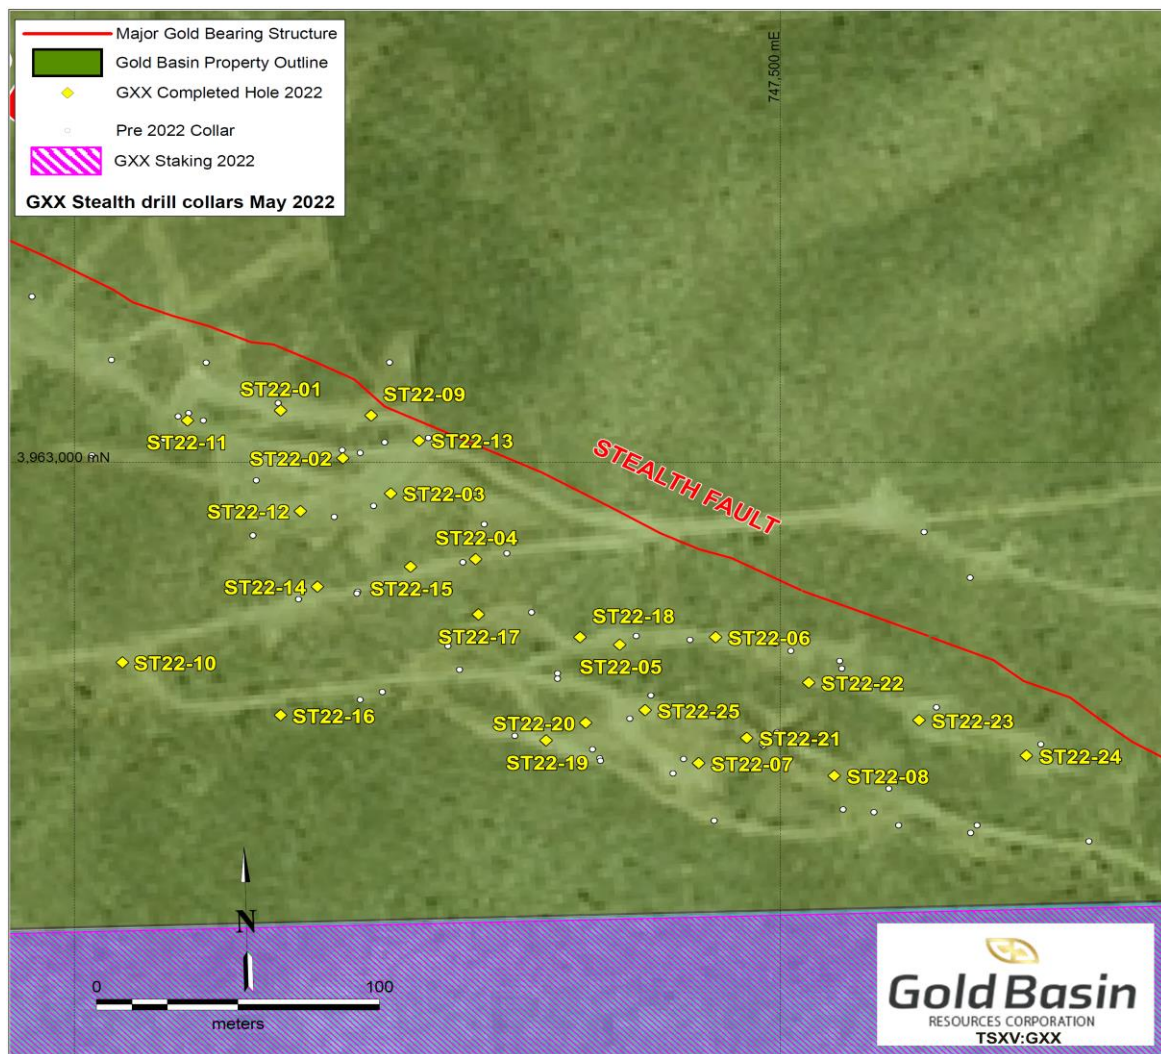 Major Gold Bearing Structure
Gold Basin Property Outline
GXX Completed Hole 2022
Pre 2022 Collar
GXX Staking 2022
GXX Stealth drill collars May 2022
747,500 mE
3,963,000 mN
STEALTH FAULT
ST22-01
ST22-09
ST22-11
ST22-13
ST22-02
ST22-03
ST22-12
ST22-04
ST22-14
ST22-15
ST22-17
ST22-18
ST22-06
ST22-10
ST22-05
ST22-22
ST22-16
ST22-25
ST22-20
ST22-23
ST22-21
ST22-19
ST22-07
ST22-24
ST22-08
N
0
100
meters
Gold Basin
RESOURCES CORPORATION
TSXV:GXX